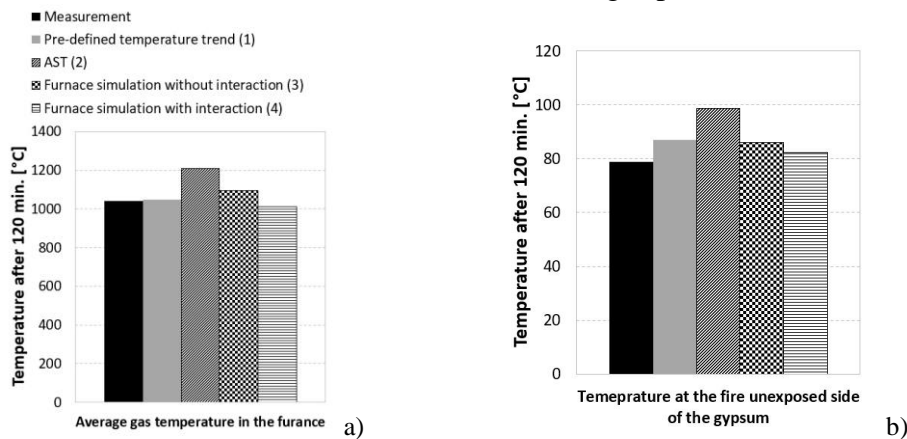 Measurement
Pre-defined temperature trend (1)
AST (2)
Furnace simulation without interaction (3)
Furnace simulation with interaction (4)
Temperature after 120 min. [°C]
1400
1200
1000
800
600
400
200
0
Average gas temperature in the furance
a)
Temperature after 120 min. [°C]
120
100
80
60
40
20
0
Temeprature at the fire unexposed side
of the gypsum
b)